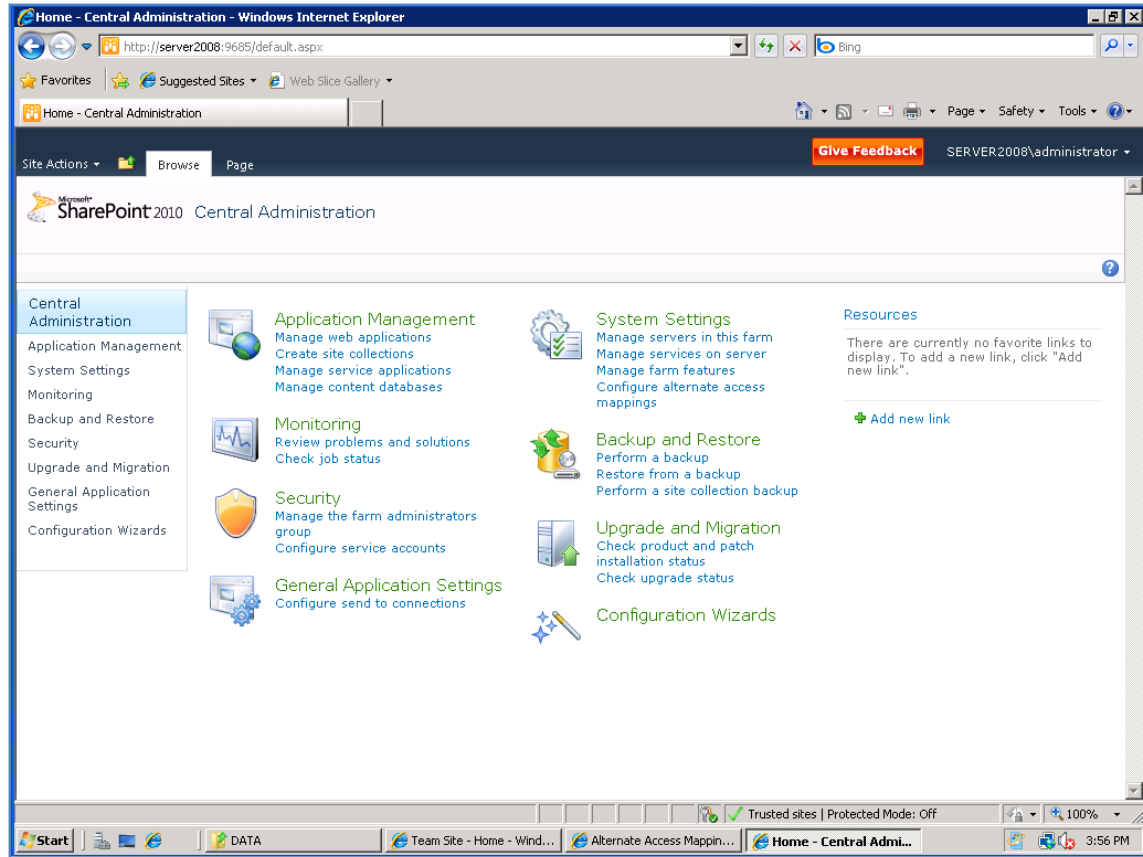 Home - Central Administration - Windows Internet Explorer
http://server2008:9685/default.aspx
Bing
Favorites Suggested Sites Web Slice Gallery
Home - Central Administration
Page Safety Tools
Site Actions Browse Page
Give Feedback SERVER2008\administrator
Microsoft
SharePoint 2010 Central Administration
Central
Administration
Application Management
System Settings
Monitoring
Backup and Restore
Security
Upgrade and Migration
General Application
Settings
Configuration Wizards
Application Management
Manage web applications
Create site collections
Manage service applications
Manage content databases
Monitoring
Review problems and solutions
Check job status
Security
Manage the farm administrators
group
Configure service accounts
General Application Settings
Configure send to connections
System Settings
Manage servers in this farm
Manage services on server
Manage farm features
Configure alternate access
mappings
Backup and Restore
Perform a backup
Restore from a backup
Perform a site collection backup
Upgrade and Migration
Check product and patch
installation status
Check upgrade status
Configuration Wizards
Resources
There are currently no favorite links to
display. To add a new link, click "Add
new link".
Add new link
Trusted sites | Protected Mode: Off 100%
Start DATA Team Site - Home - Wind... Alternate Access Mappin... Home - Central Admi... 3:56 PM